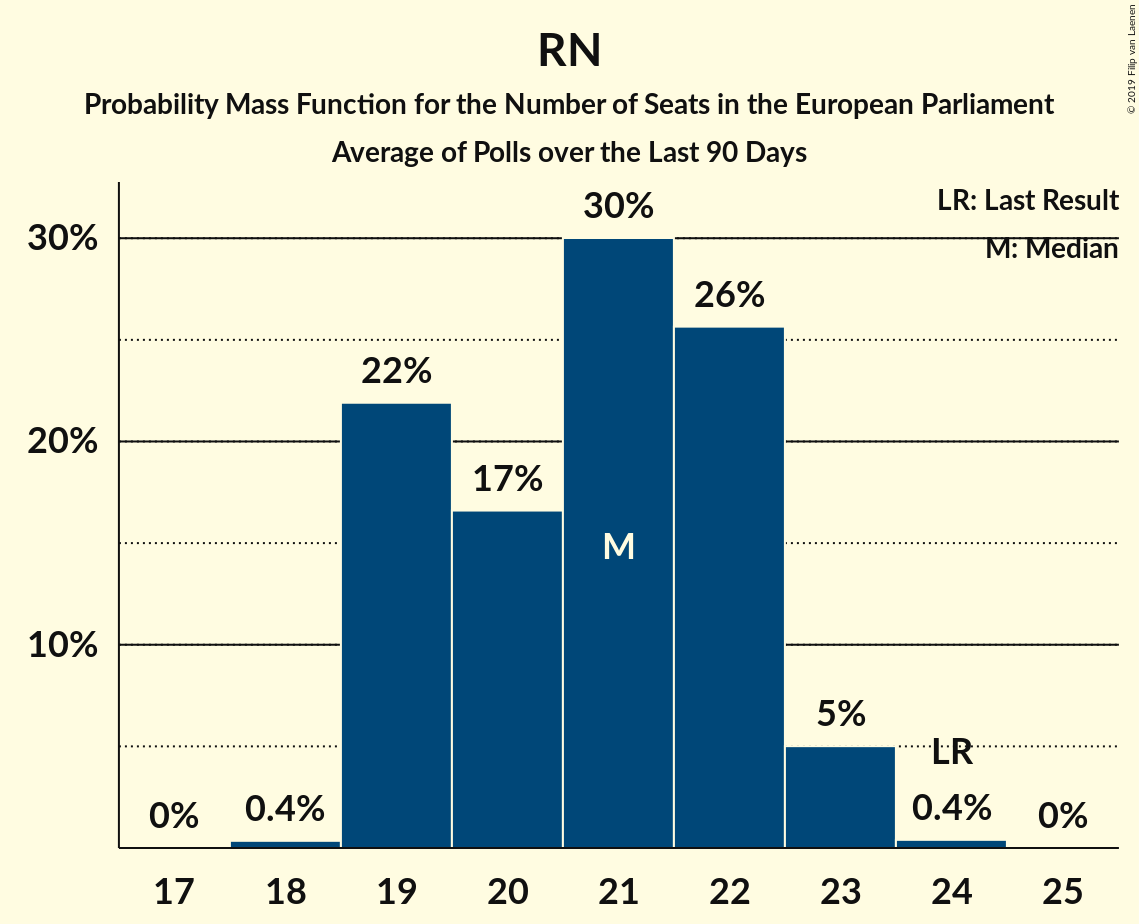 RN
Probability Mass Function for the Number of Seats in the European Parliament
Average of Polls over the Last 90 Days
© 2019 Filip van Laenen
LR: Last Result
M: Median
30%
20%
10%
0%
0.4%
22%
17%
30%
26%
5%
0.4%
0%
M
LR
17 18 19 20 21 22 23 24 25